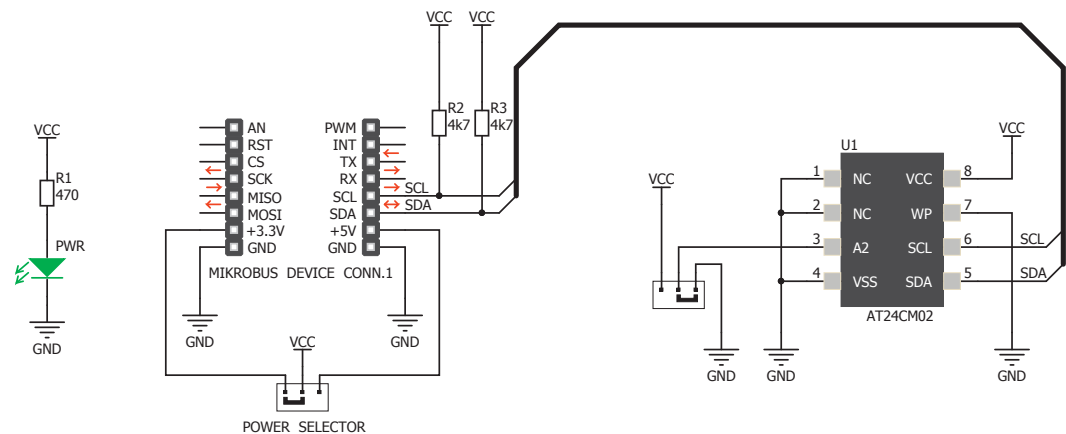 VCC VCC
R2
4k7
R3
4k7
VCC
R1
470
PWR
GND
AN
RST
CS
SCK
MISO
MOSI
+3.3V
GND
PWM
INT
TX
RX
SCL
SDA
+5V
GND
SCL
SDA
MIKROBUS DEVICE CONN.1
GND
GND
VCC
POWER SELECTOR
VCC
GND
GND
U1
1 NC VCC 8
2 NC WP 7
3 A2 SCL 6 SCL
4 VSS SDA 5 SDA
AT24CM02
VCC
GND